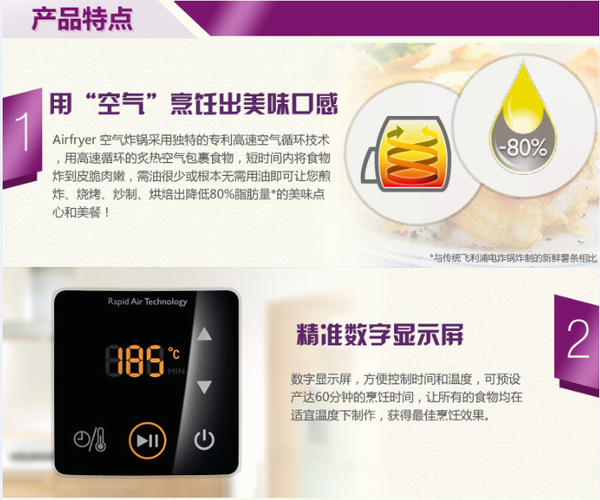 产品特点
1
用“空气”烹饪出美味口感
Airfryer 空气炸锅采用独特的专利高速空气循环技术
，用高速循环的炙热空气包裹食物，短时间内将食物
炸到皮脆肉嫩，需油很少或根本无需用油即可让您煎
炸、烧烤、炒制、烘焙出降低80%脂肪量*的美味点
心和美餐！
-80%
*与传统飞利浦电炸锅炸制的新鲜薯条相比
Rapid Air Technology
185 °C
MIN
精准数字显示屏
2
数字显示屏，方便控制时间和温度，可预设
产达60分钟的烹饪时间，让所有的食物均在
适宜温度下制作，获得最佳烹饪效果。